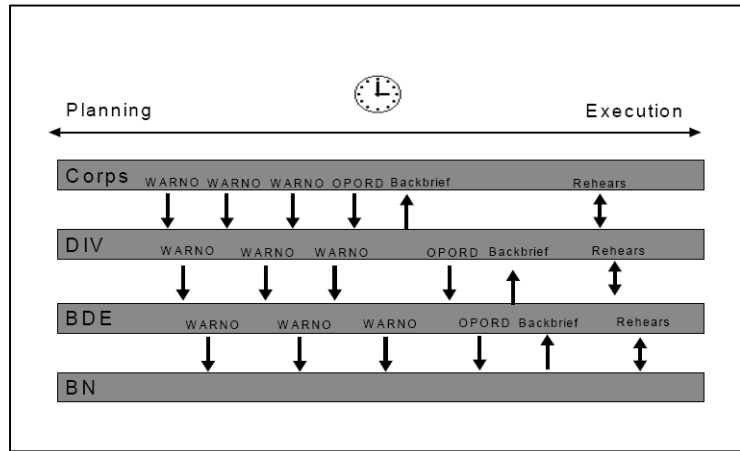 Planning Execution
Corps WARNO WARNO WARNO OPORD Backbrief Rehears
DIV WARNO WARNO WARNO OPORD Backbrief Rehears
BDE WARNO WARNO WARNO OPORD Backbrief Rehears
BN